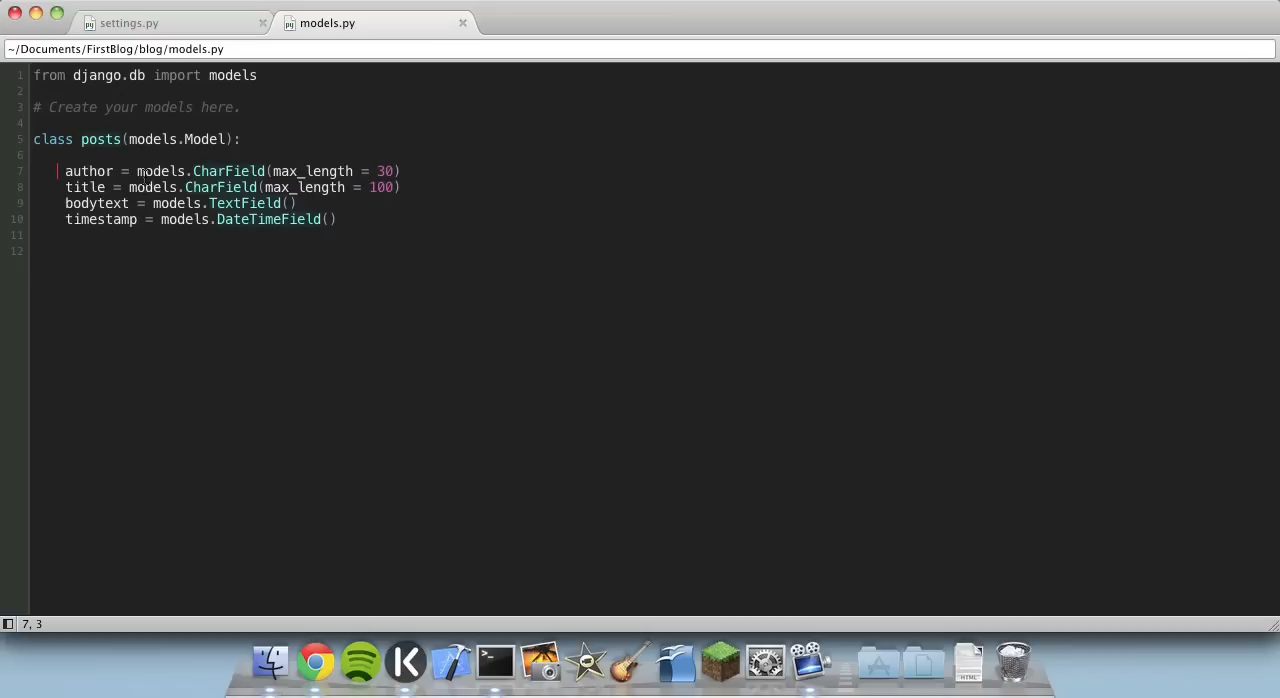 settings.py
models.py
~/Documents/FirstBlog/blog/models.py
1 from django.db import models
2
3 # Create your models here.
4
5 class posts(models.Model):
6
7 author = models.CharField(max_length = 30)
8 title = models.CharField(max_length = 100)
9 bodytext = models.TextField()
10 timestamp = models.DateTimeField()
11
12
7, 3
HTML